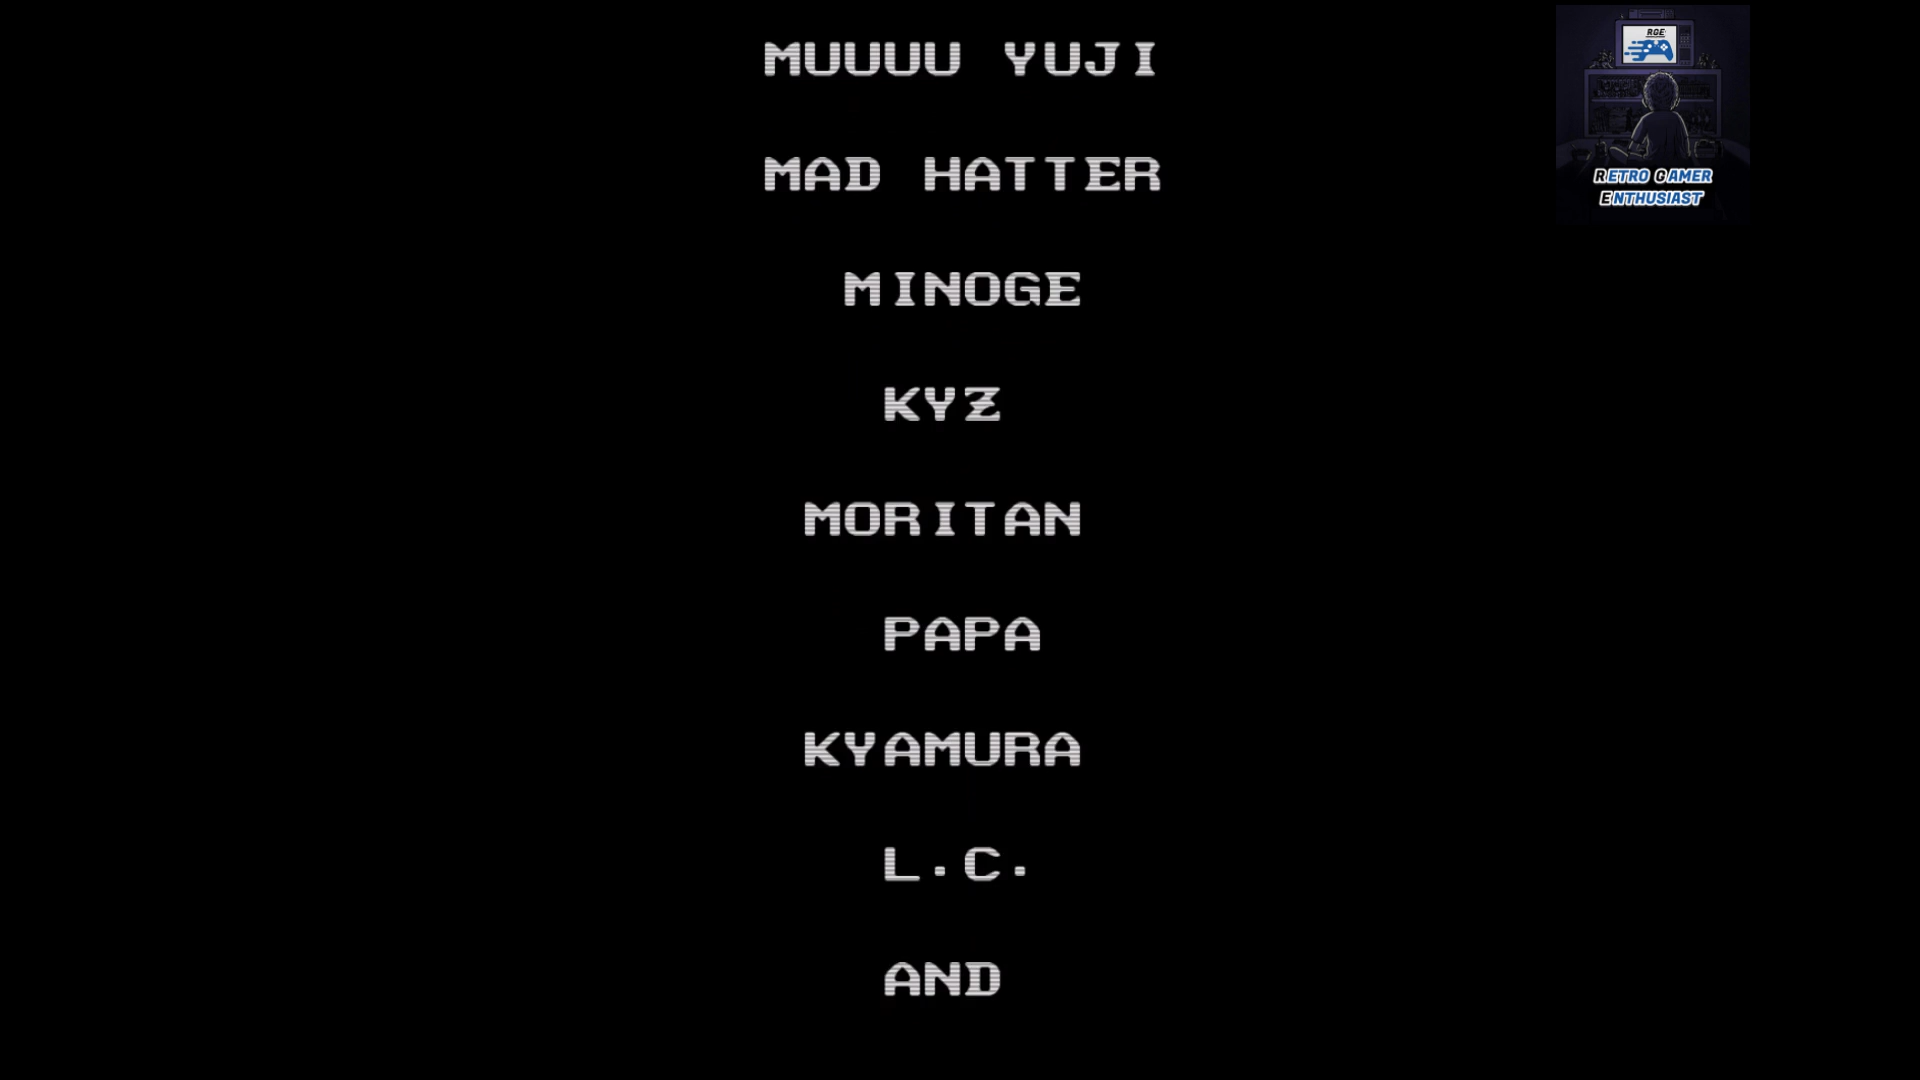 MUUUU YUJI
MAD HATTER
MINOGE
KYZ
MORITAN
PAPA
KYAMURA
L.C.
AND
RGE
RETRO GAMER
ENTHUSIAST